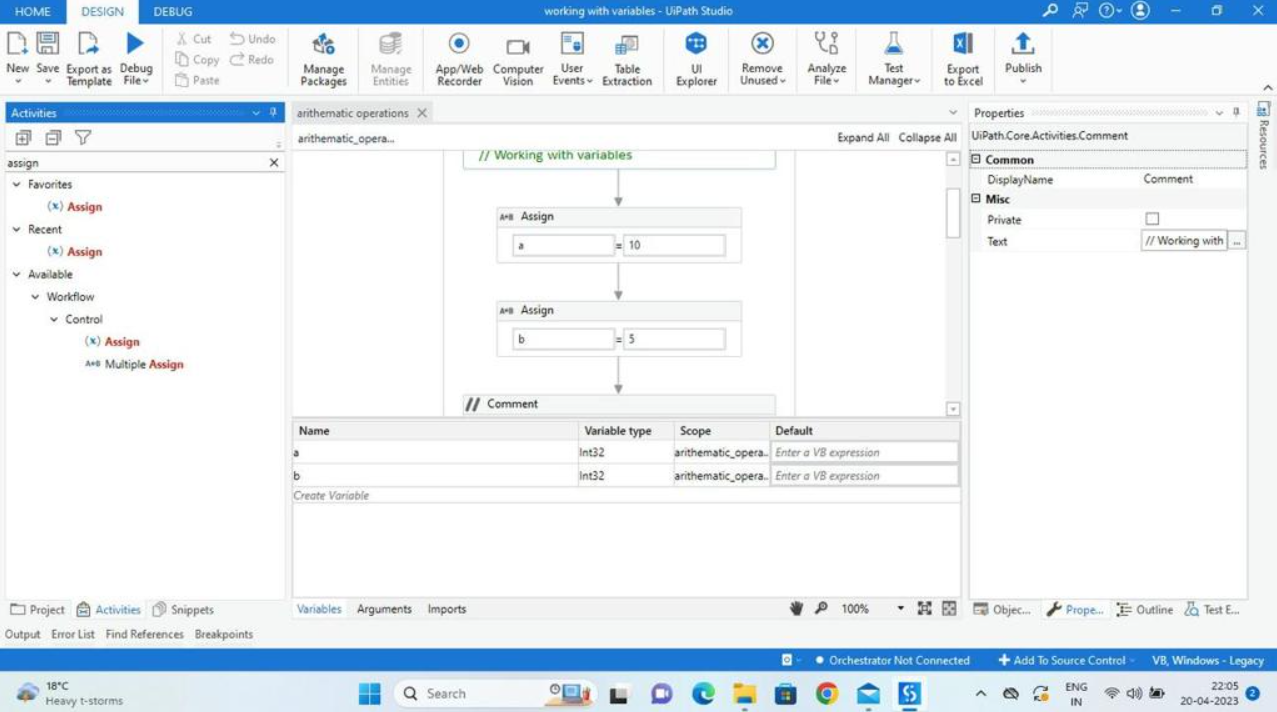 HOME DESIGN DEBUG working with variables - UiPath Studio
New Save Export as Template Debug File Cut Copy Paste Undo Redo Manage Packages Manage Entities App/Web Recorder Computer Vision User Events Table Extraction UI Explorer Remove Unused Analyze File Test Manager Export to Excel Publish
Activities
assign
Favorites
(x) Assign
Recent
(x) Assign
Available
Workflow
Control
(x) Assign
A+B Multiple Assign
Project Activities Snippets
arithematic operations
arithematic_opera... Expand All Collapse All
// Working with variables
A*B Assign
a = 10
A*B Assign
b = 5
// Comment
Name Variable type Scope Default
a Int32 arithematic_opera.. Enter a VB expression
b Int32 arithematic_opera.. Enter a VB expression
Create Variable
Variables Arguments Imports 100%
Properties
UiPath.Core.Activities.Comment
Common
DisplayName Comment
Misc
Private
Text // Working with ...
Objec... Prope... Outline Test E...
Resources
Output Error List Find References Breakpoints
Orchestrator Not Connected Add To Source Control VB, Windows - Legacy
18°C
Heavy t-storms
Search
ENG
IN
22:05
20-04-2023
2